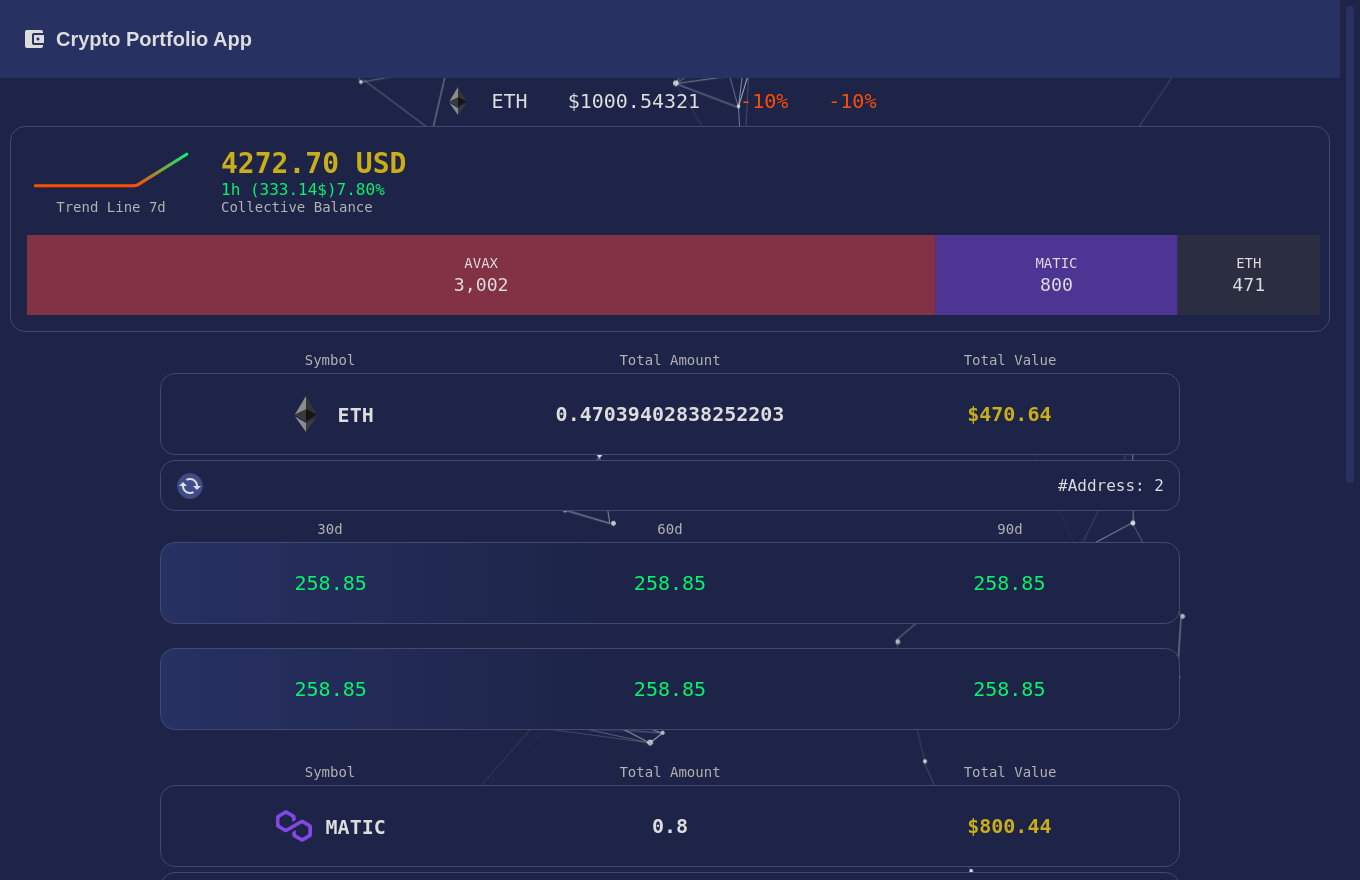 Crypto Portfolio App
ETH $1000.54321 -10% -10%
4272.70 USD
1h (333.14$)7.80%
Trend Line 7d
Collective Balance
AVAX MATIC ETH
3,002 800 471
Symbol Total Amount Total Value
ETH 0.47039402838252203 $470.64
#Address: 2
30d 60d 90d
258.85 258.85 258.85
258.85 258.85 258.85
Symbol Total Amount Total Value
MATIC 0.8 $800.44